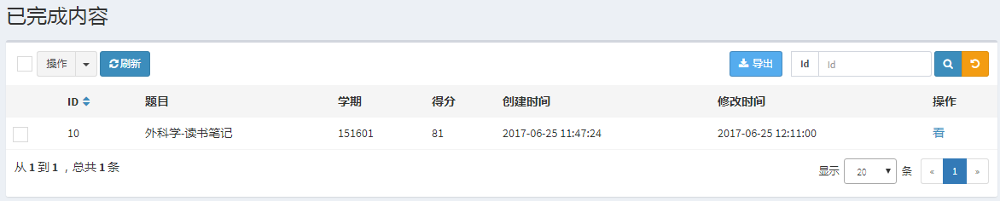 已完成内容
操作 刷新 导出 Id Id
ID 题目 学期 得分 创建时间 修改时间 操作
10 外科学-读书笔记 151601 81 2017-06-25 11:47:24 2017-06-25 12:11:00 看
从 1 到 1 ，总共 1 条 显示 20 条 « 1 »